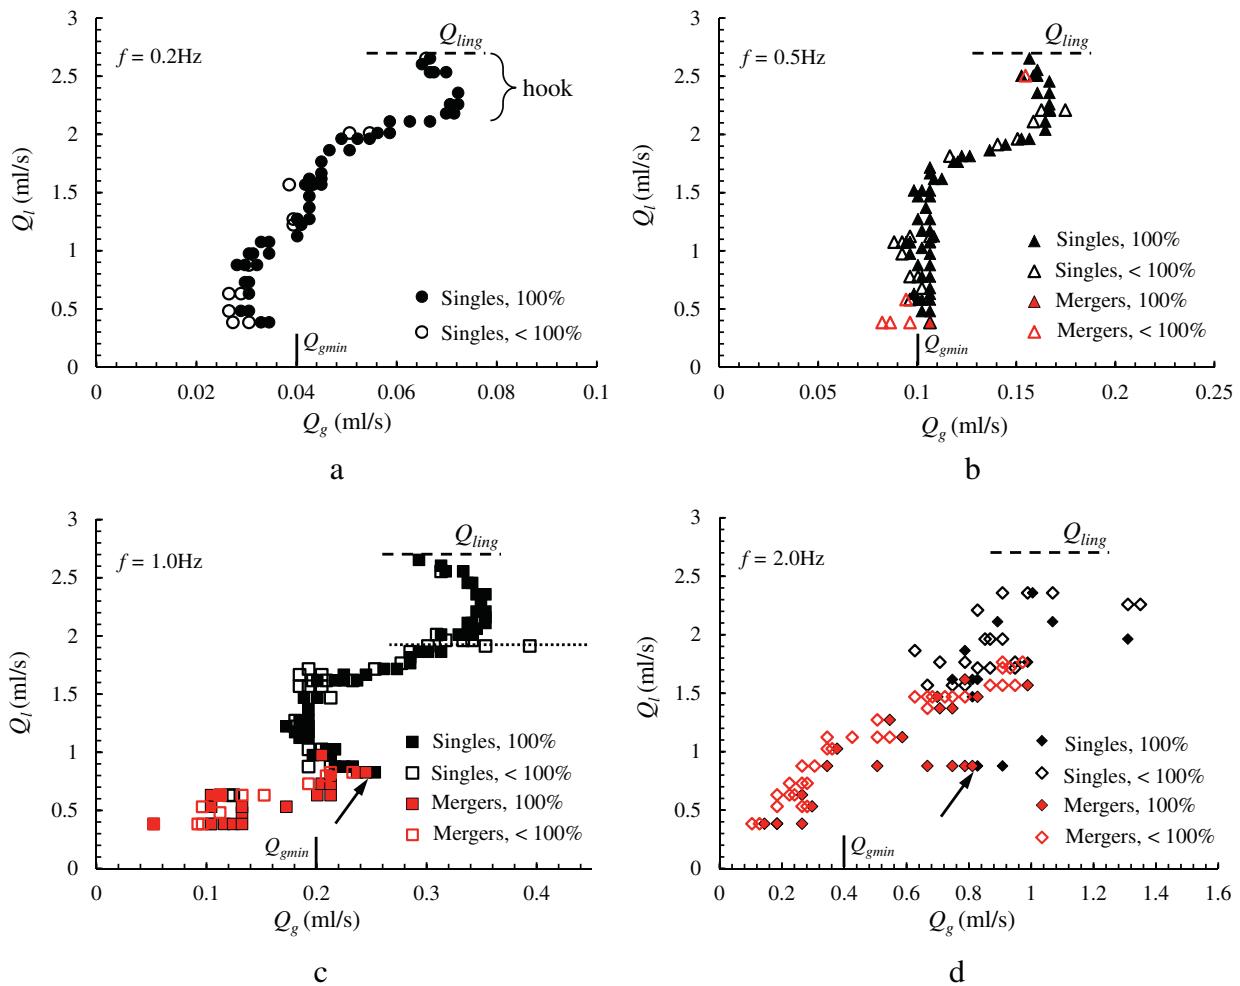 3
2.5
2
1.5
1
0.5
0
Q_l (ml/s)
f = 0.2Hz
Q_ling
hook
Singles, 100%
Singles, < 100%
Q_gmin
0 0.02 0.04 0.06 0.08 0.1
Q_g (ml/s)
a
3
2.5
2
1.5
1
0.5
0
Q_l (ml/s)
f = 0.5Hz
Q_ling
Singles, 100%
Singles, < 100%
Mergers, 100%
Mergers, < 100%
Q_gmin
0 0.05 0.1 0.15 0.2 0.25
Q_g (ml/s)
b
3
2.5
2
1.5
1
0.5
0
Q_l (ml/s)
f = 1.0Hz
Q_ling
Singles, 100%
Singles, < 100%
Mergers, 100%
Mergers, < 100%
Q_gmin
0 0.1 0.2 0.3 0.4
Q_g (ml/s)
c
3
2.5
2
1.5
1
0.5
0
Q_l (ml/s)
f = 2.0Hz
Q_ling
Singles, 100%
Singles, < 100%
Mergers, 100%
Mergers, < 100%
Q_gmin
0 0.2 0.4 0.6 0.8 1 1.2 1.4 1.6
Q_g (ml/s)
d